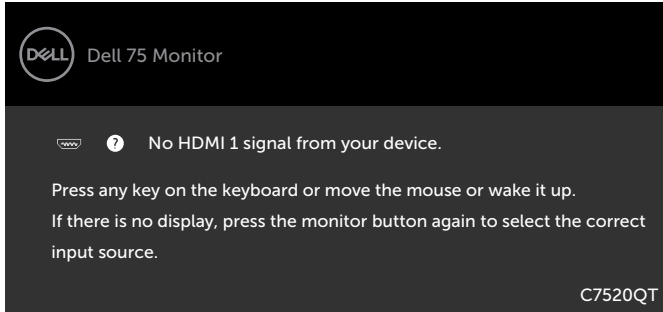 DELL
Dell 75 Monitor
No HDMI 1 signal from your device.
Press any key on the keyboard or move the mouse or wake it up.
If there is no display, press the monitor button again to select the correct
input source.
C7520QT